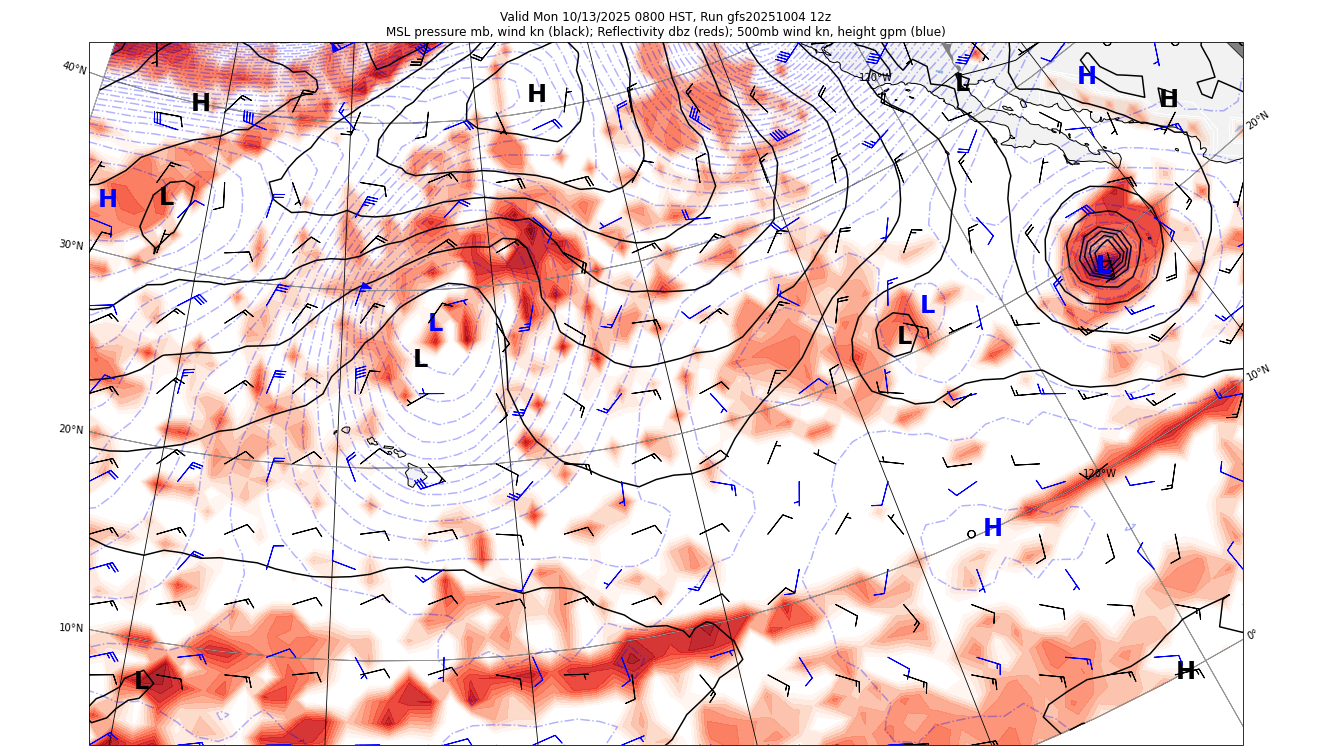 Valid Mon 10/13/2025 0800 HST, Run gfs20251004 12z
MSL pressure mb, wind kn (black); Reflectivity dbz (reds); 500mb wind kn, height gpm (blue)
40°N
120°W
L
H
H
H
H
20°N
H
L
30°N
L
L
L
L
L
10°N
20°N
120°W
H
10°N
0°
H
L